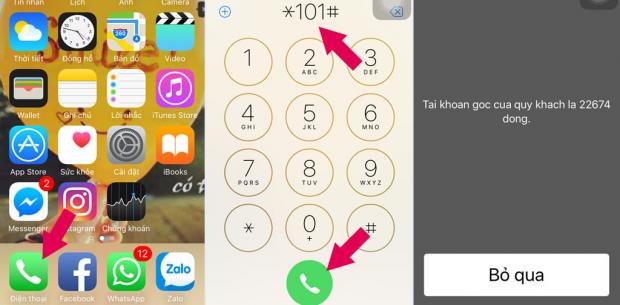 Tin nhắn Lịch Ảnh Camera
360
Thời tiết Đồng hồ Bản đồ Video
Wallet Ghi chú Lời nhắc iTunes Store
App Store Sức khỏe Cài đặt iBooks
2
có
Messenger Instagram Chứng khoán
12
Zalo
Điện thoại Facebook WhatsApp Zalo
*101#
1 2 3
ABC DEF
4 5 6
GHI JKL MNO
7 8 9
PQRS TUV WXYZ
* 0 #
+
Tai khoan goc cua quy khach la 22674
dong.
Bỏ qua